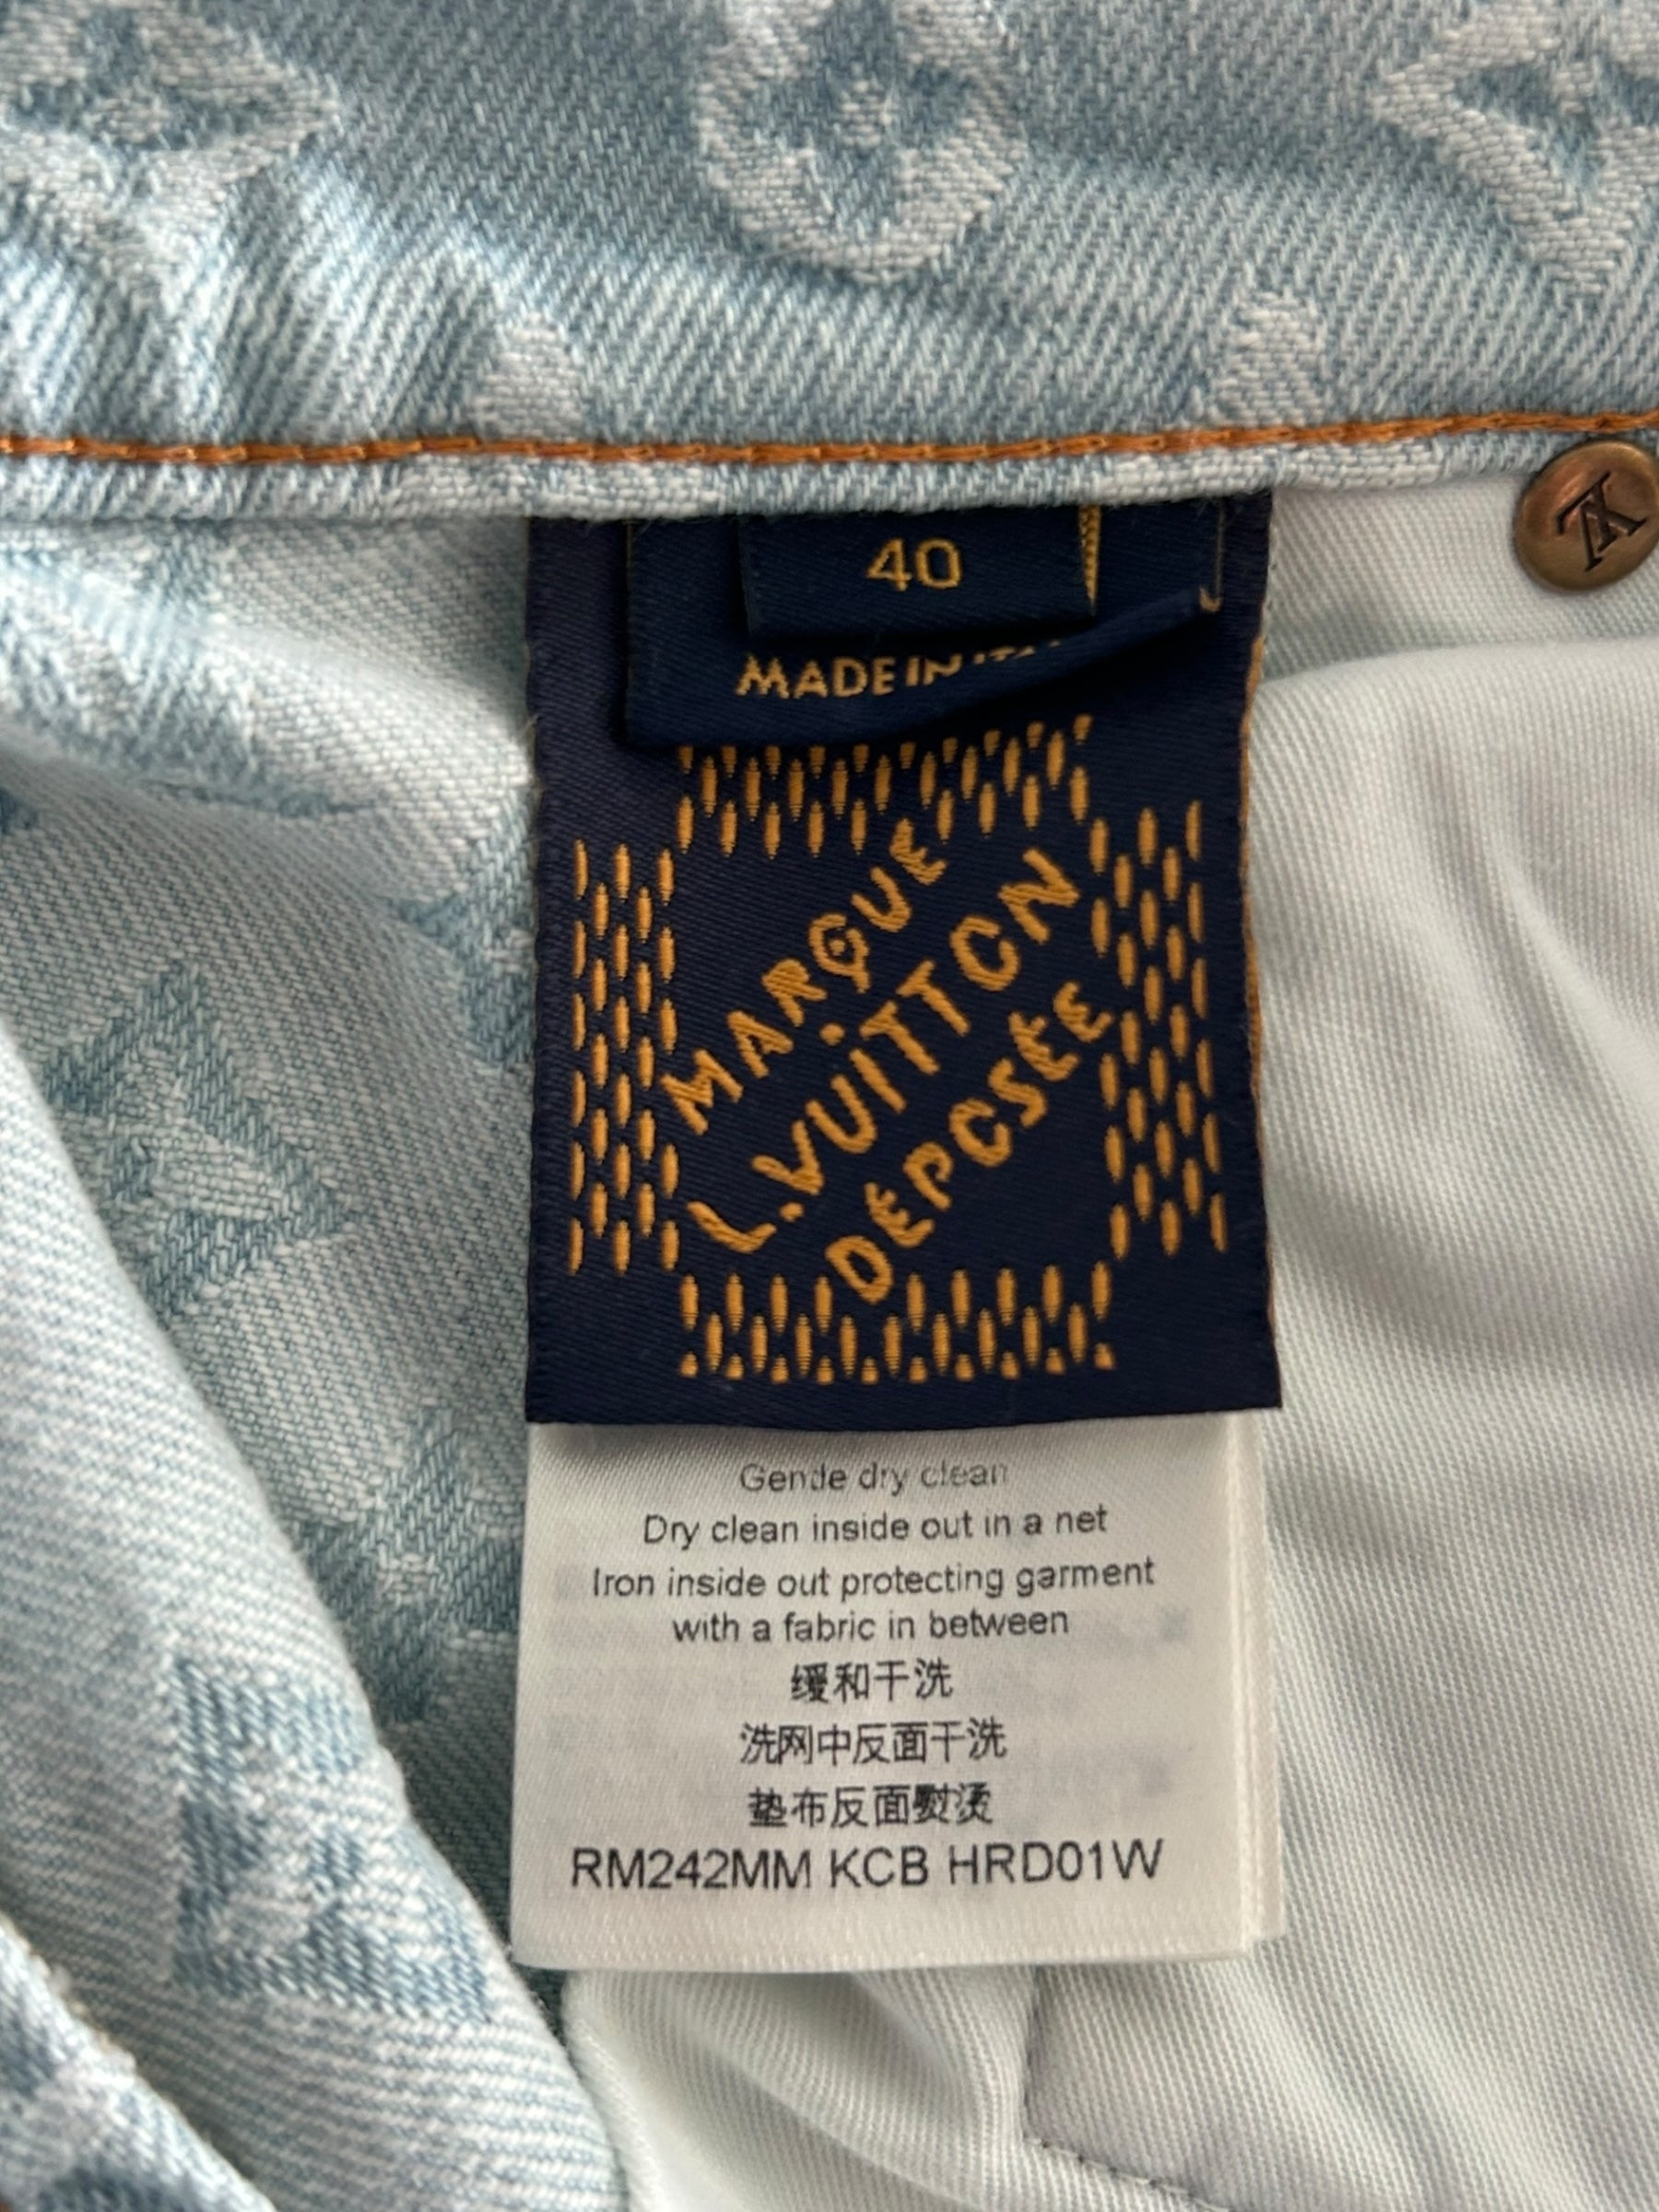 40
MADE IN
MARQUE
L.VUITTON
DÉPOSÉE
Gentle dry clean
Dry clean inside out in a net
Iron inside out protecting garment
with a fabric in between
缓和干洗
洗网中反面干洗
垫布反面熨烫
RM242MM KCB HRD01W
LV